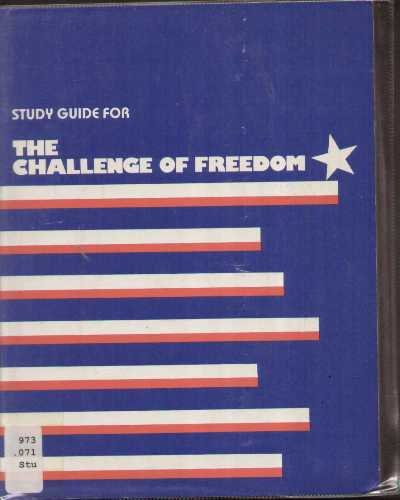 STUDY GUIDE FOR
THE
CHALLENGE OF FREEDOM
973
.071
Stu